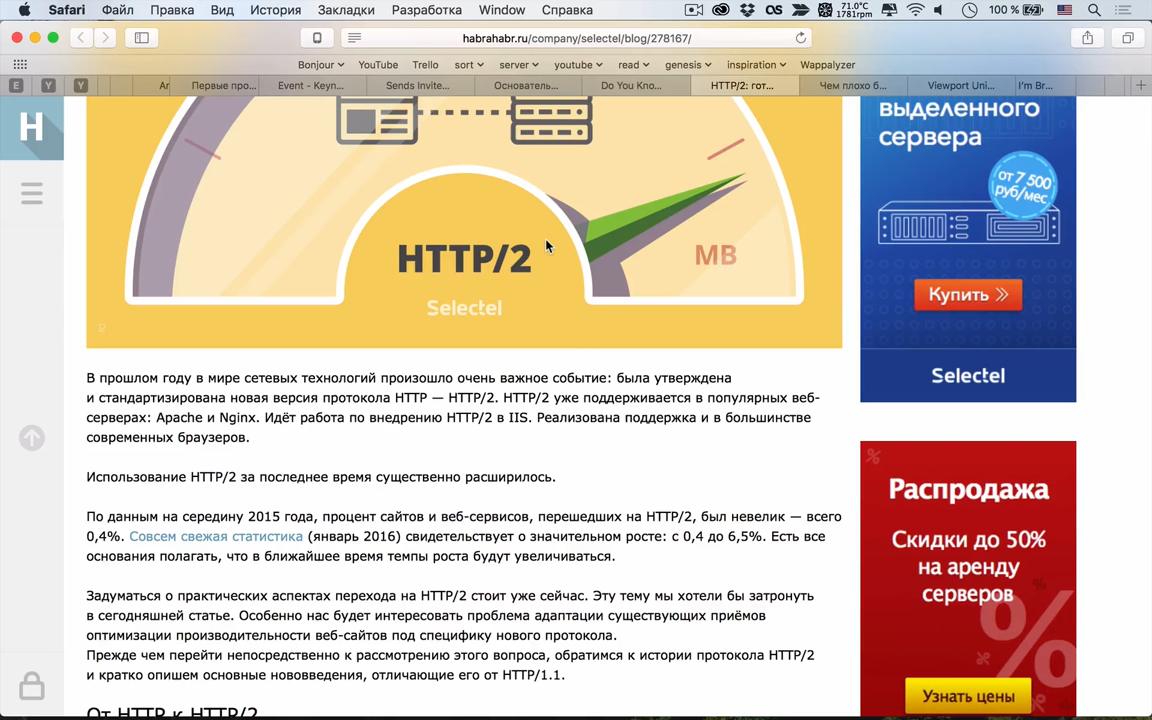 Safari Файл Правка Вид История Закладки Разработка Window Справка 71.0°C 1781rpm 100 %
habrahabr.ru/company/selectel/blog/278167/
Bonjour YouTube Trello sort server youtube read genesis inspiration Wappalyzer
E Y Y Ar Первые про... Event - Keyn... Sends Invite... Основатель... Do You Kno... HTTP/2: гот... Чем плохо б... Viewport Uni... I'm Br...
H
HTTP/2
MB
Selectel
выделенного
сервера
от 7 500
руб/мес
Купить
Selectel
В прошлом году в мире сетевых технологий произошло очень важное событие: была утверждена
и стандартизирована новая версия протокола HTTP — HTTP/2. HTTP/2 уже поддерживается в популярных веб-
серверах: Apache и Nginx. Идёт работа по внедрению HTTP/2 в IIS. Реализована поддержка и в большинстве
современных браузеров.
Использование HTTP/2 за последнее время существенно расширилось.
По данным на середину 2015 года, процент сайтов и веб-сервисов, перешедших на HTTP/2, был невелик — всего
0,4%. Совсем свежая статистика (январь 2016) свидетельствует о значительном росте: с 0,4 до 6,5%. Есть все
основания полагать, что в ближайшее время темпы роста будут увеличиваться.
Задуматься о практических аспектах перехода на HTTP/2 стоит уже сейчас. Эту тему мы хотели бы затронуть
в сегодняшней статье. Особенно нас будет интересовать проблема адаптации существующих приёмов
оптимизации производительности веб-сайтов под специфику нового протокола.
Прежде чем перейти непосредственно к рассмотрению этого вопроса, обратимся к истории протокола HTTP/2
и кратко опишем основные нововведения, отличающие его от HTTP/1.1.
От HTTP к HTTP/2
Распродажа
Скидки до 50%
на аренду
серверов
%
Узнать цены